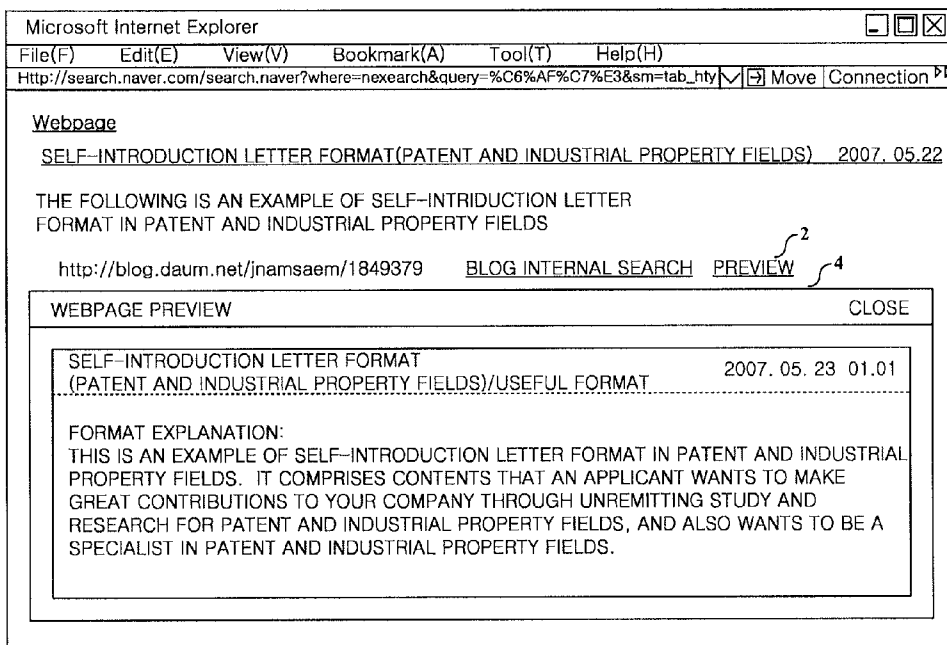 Microsoft Internet Explorer
File(F) Edit(E) View(V) Bookmark(A) Tool(T) Help(H)
Http://search.naver.com/search.naver?where=nexearch&query=%C6%AF%C7%E3&sm=tab_hty Move Connection
Webpage
SELF-INTRODUCTION LETTER FORMAT(PATENT AND INDUSTRIAL PROPERTY FIELDS) 2007. 05.22
THE FOLLOWING IS AN EXAMPLE OF SELF-INTRIDUCTION LETTER
FORMAT IN PATENT AND INDUSTRIAL PROPERTY FIELDS
2
http://blog.daum.net/jnamsaem/1849379 BLOG INTERNAL SEARCH PREVIEW 4
WEBPAGE PREVIEW CLOSE
SELF-INTRODUCTION LETTER FORMAT
(PATENT AND INDUSTRIAL PROPERTY FIELDS)/USEFUL FORMAT 2007. 05. 23 01.01
FORMAT EXPLANATION:
THIS IS AN EXAMPLE OF SELF-INTRODUCTION LETTER FORMAT IN PATENT AND INDUSTRIAL
PROPERTY FIELDS. IT COMPRISES CONTENTS THAT AN APPLICANT WANTS TO MAKE
GREAT CONTRIBUTIONS TO YOUR COMPANY THROUGH UNREMITTING STUDY AND
RESEARCH FOR PATENT AND INDUSTRIAL PROPERTY FIELDS, AND ALSO WANTS TO BE A
SPECIALIST IN PATENT AND INDUSTRIAL PROPERTY FIELDS.